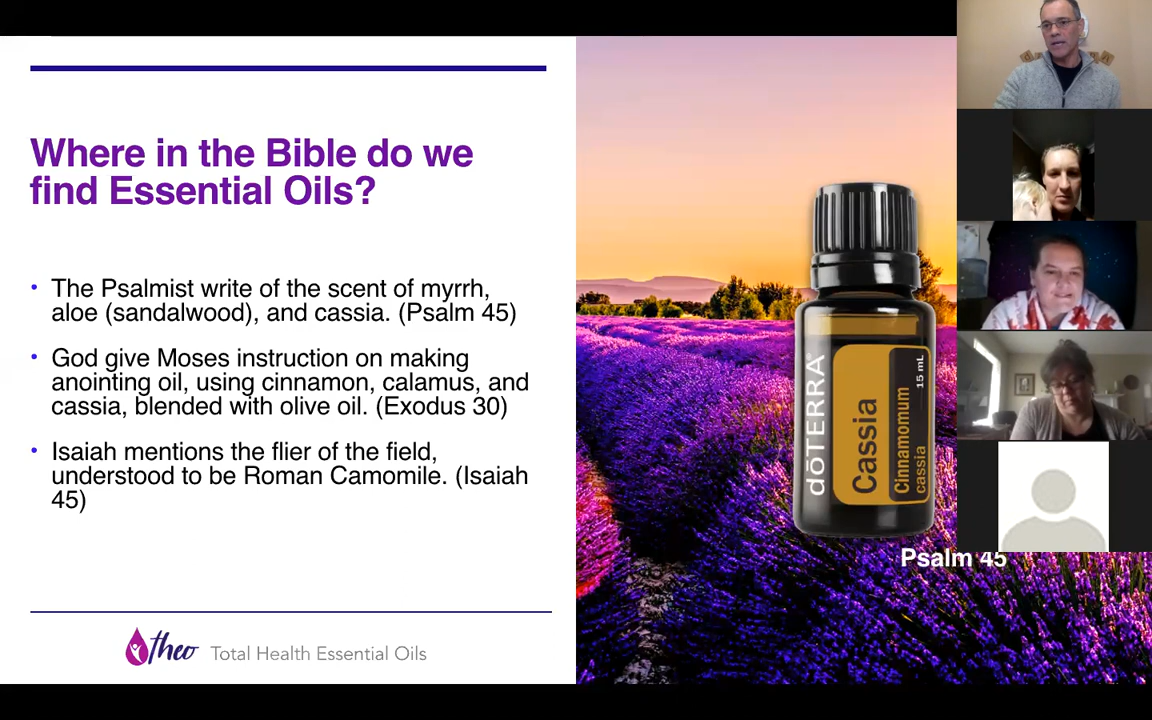 Where in the Bible do we
find Essential Oils?
• The Psalmist write of the scent of myrrh,
aloe (sandalwood), and cassia. (Psalm 45)
• God give Moses instruction on making
anointing oil, using cinnamon, calamus, and
cassia, blended with olive oil. (Exodus 30)
• Isaiah mentions the flier of the field,
understood to be Roman Camomile. (Isaiah
45)
theo Total Health Essential Oils
dōTERRA®
Cassia
Cinnamomum
cassia
15 mL
Psalm 45